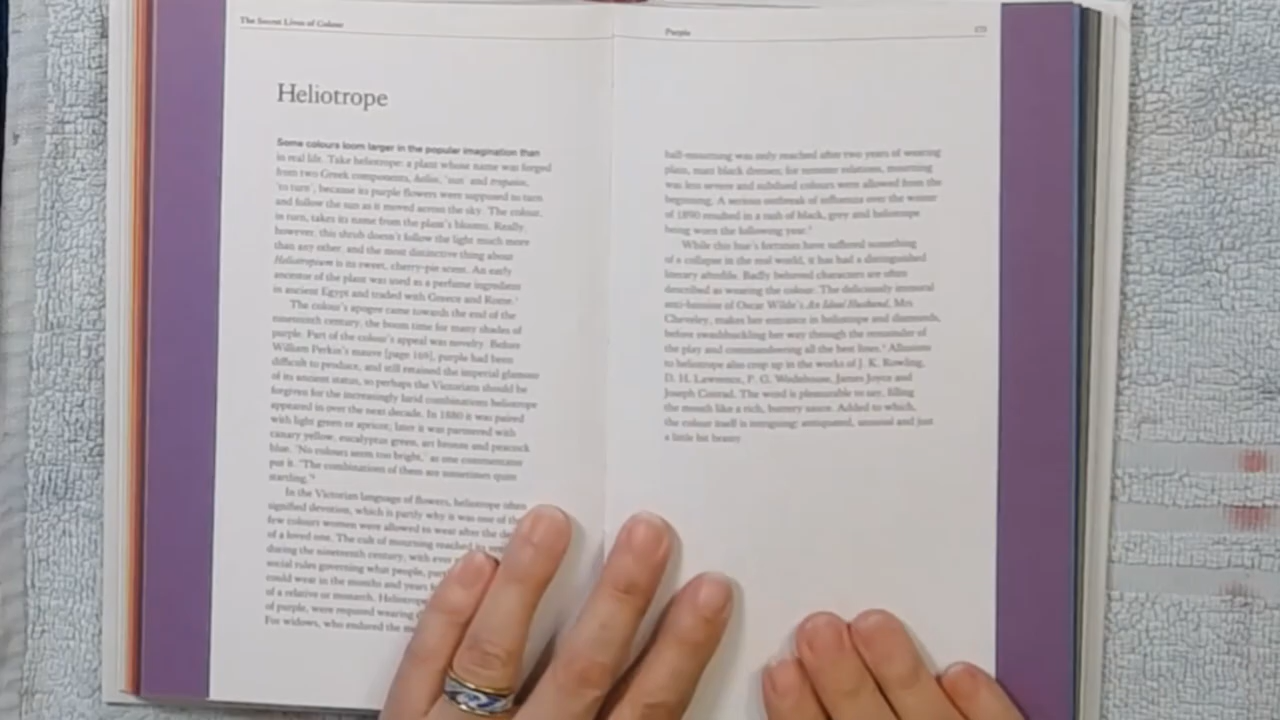 The Secret Lives of Colour
Heliotrope
Some colours loom larger in the popular imagination than
in real life. Take heliotrope: a plant whose name was forged
from two Greek components, helios, 'sun' and tropaios,
'to turn', because its purple flowers were supposed to turn
and follow the sun as it moved across the sky. The colour,
in turn, takes its name from the plant's blooms. Really,
however, this shrub doesn't follow the light much more
than any other, and the most distinctive thing about
Heliotropium is its sweet, cherry-pie scent. An early
ancestor of the plant was used as a perfume ingredient
in ancient Egypt and traded with Greece and Rome.¹
The colour's apogee came towards the end of the
nineteenth century, the boom time for many shades of
purple. Part of the colour's appeal was novelty. Before
William Perkin's mauve [page 169], purple had been
difficult to produce, and still retained the imperial glamour
of its ancient status, so perhaps the Victorians should be
forgiven for the increasingly lurid combinations heliotrope
appeared in over the next decade. In 1880 it was paired
with light green or apricot; later it was partnered with
canary yellow, eucalyptus green, art bronze and peacock
blue. 'No colours seem too bright,' as one commentator
put it. 'The combinations of them are sometimes quite
startling.'²
In the Victorian language of flowers, heliotrope often
signified devotion, which is partly why it was one of the
few colours women were allowed to wear after the
of a loved one. The cult of mourning reached its
during the nineteenth century, with ever
social rules governing what people,
could wear in the months and years
of a relative or monarch. Heliotrope
of purple, were required wearing
For widows, who endured the
Purple
half-mourning was only reached after two years of wearing
plain, matt black dresses; for remoter relations, mourning
was less severe and subdued colours were allowed from the
beginning. A serious outbreak of influenza over the winter
of 1890 resulted in a rash of black, grey and heliotrope
being worn the following year.³
While this hue's fortunes have suffered something
of a collapse in the real world, it has had a distinguished
literary afterlife. Badly behaved characters are often
described as wearing the colour. The deliciously immoral
anti-heroine of Oscar Wilde's An Ideal Husband, Mrs
Cheveley, makes her entrance in heliotrope and diamonds,
before swashbuckling her way through the remainder of
the play and commandeering all the best lines.⁴ Allusions
to heliotrope also crop up in the works of J. K. Rowling,
D. H. Lawrence, P. G. Wodehouse, James Joyce and
Joseph Conrad. The word is pleasurable to say, filling
the mouth like a rich, buttery sauce. Added to which,
the colour itself is intriguing: antiquated, unusual and just
a little bit brassy